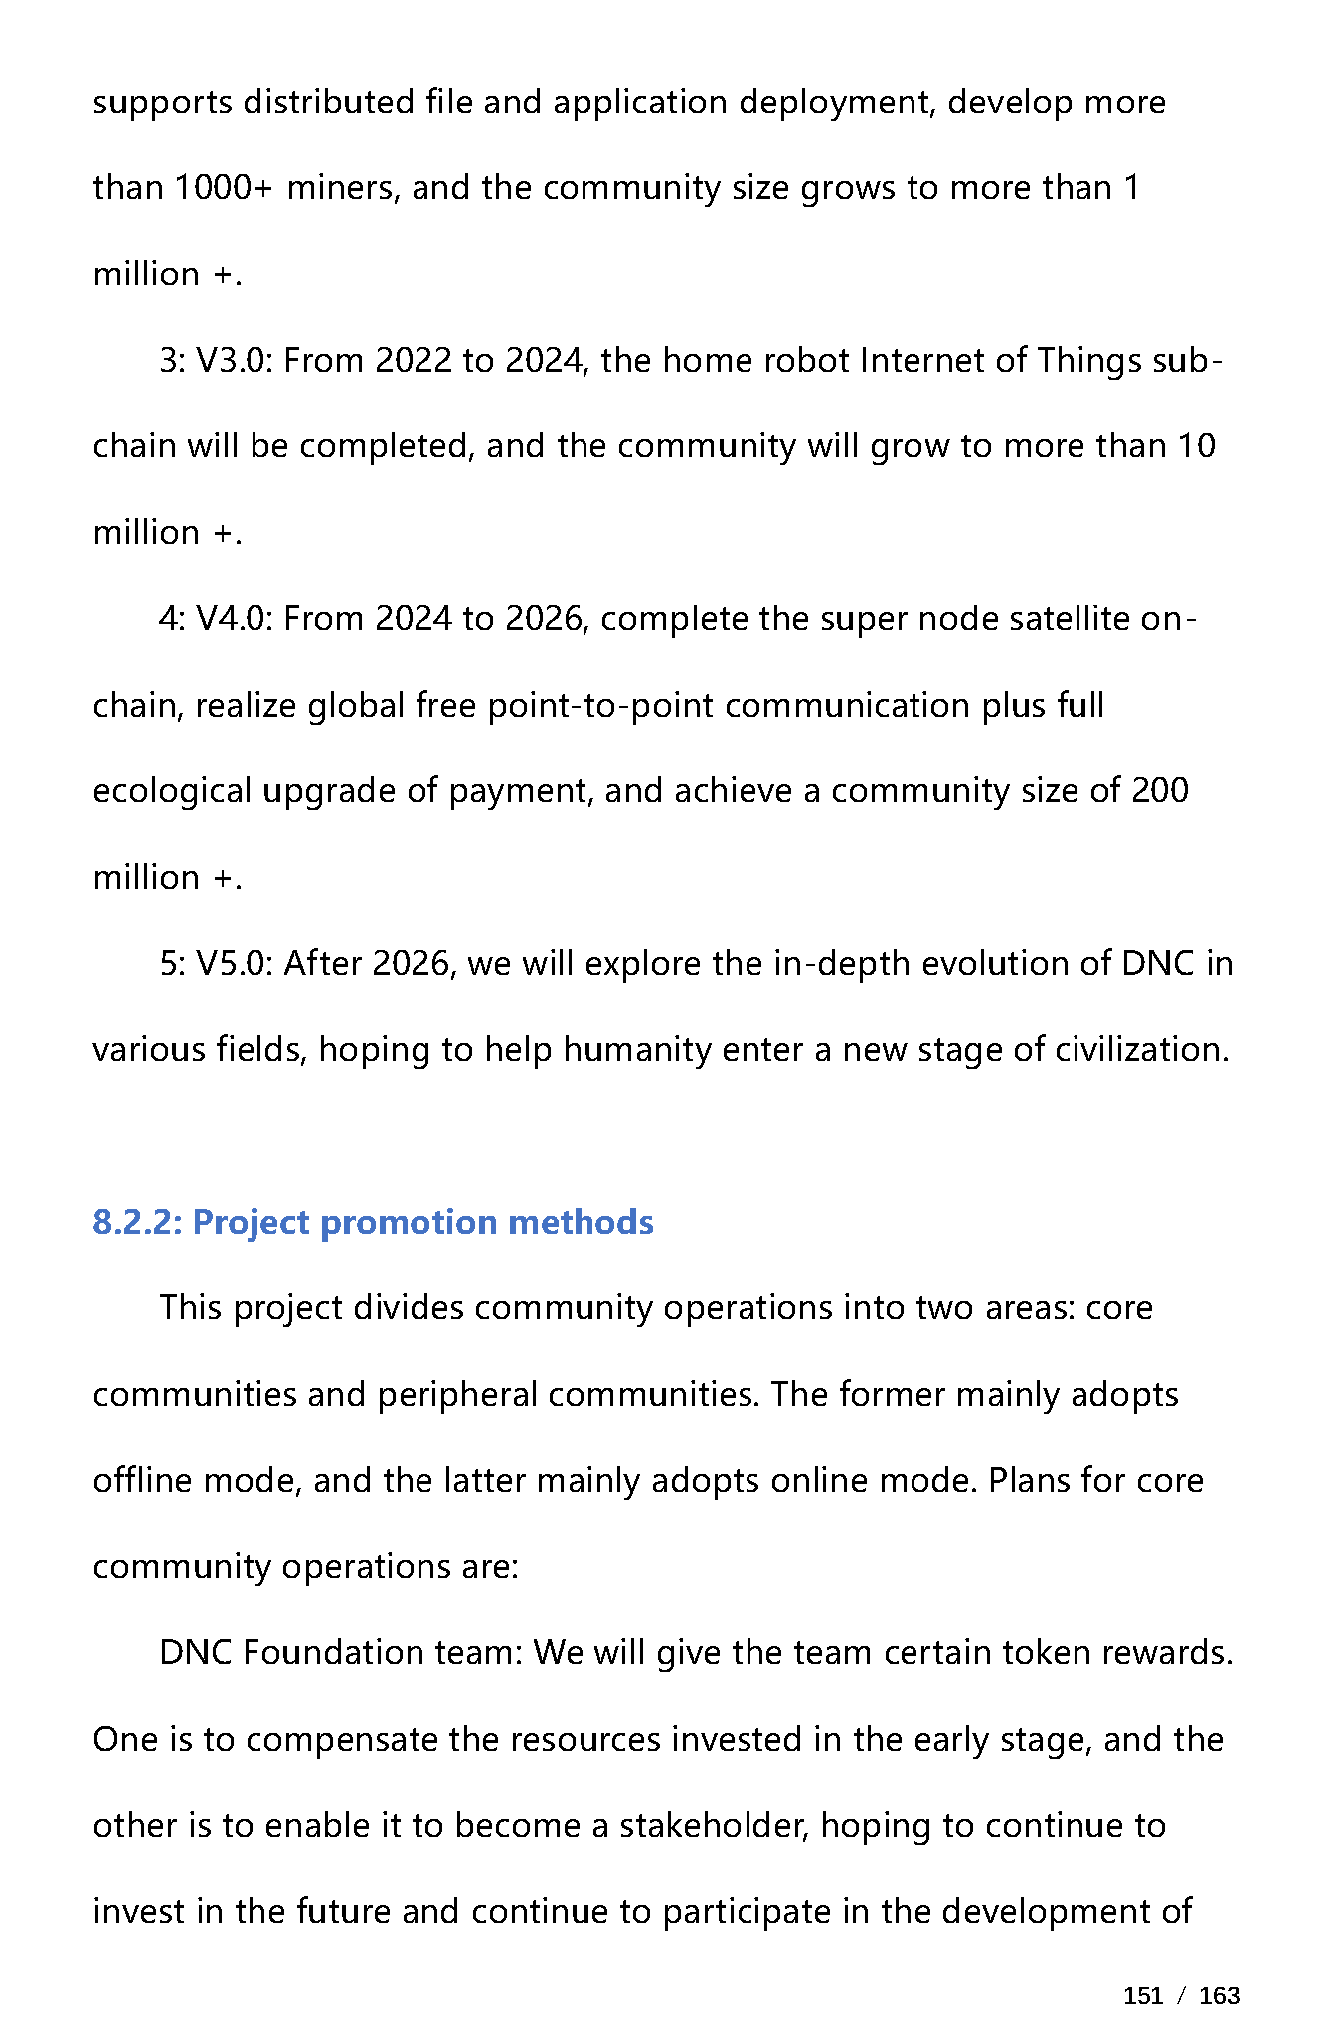 supports distributed file and application deployment, develop more
than 1000+ miners, and the community size grows to more than 1
million +.
3: V3.0: From 2022 to 2024, the home robot Internet of Things sub-
chain will be completed, and the community will grow to more than 10
million +.
4: V4.0: From 2024 to 2026, complete the super node satellite on-
chain, realize global free point-to-point communication plus full
ecological upgrade of payment, and achieve a community size of 200
million +.
5: V5.0: After 2026, we will explore the in-depth evolution of DNC in
various fields, hoping to help humanity enter a new stage of civilization.
8.2.2: Project promotion methods
This project divides community operations into two areas: core
communities and peripheral communities. The former mainly adopts
offline mode, and the latter mainly adopts online mode. Plans for core
community operations are:
DNC Foundation team: We will give the team certain token rewards.
One is to compensate the resources invested in the early stage, and the
other is to enable it to become a stakeholder, hoping to continue to
invest in the future and continue to participate in the development of
151 / 163